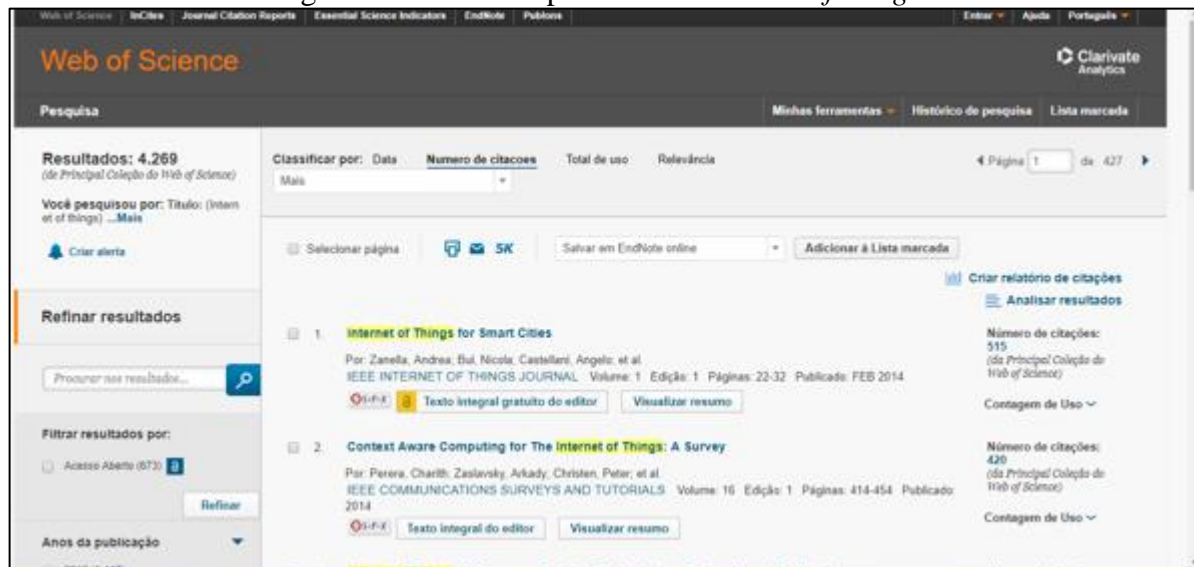 Web of Science InCites Journal Citation Reports Essential Science Indicators EndNote Publons Entrar Ajuda Português
Web of Science
Clarivate
Analytics
Pesquisa Minhas ferramentas Histórico de pesquisa Lista marcada
Resultados: 4.269
(da Principal Coleção do Web of Science)
Você pesquisou por: Título: (Intern
et of things) ...Mais
Criar alerta
Classificar por: Data Numero de citacoes Total de uso Relevância
Mais
Página 1 de 427
Selecionar página 5K Salvar em EndNote online Adicionar à Lista marcada
Criar relatório de citações
Analisar resultados
Refinar resultados
Procurar nos resultados...
Filtrar resultados por:
Acesso Aberto (673)
Refinar
Anos da publicação
1. Internet of Things for Smart Cities
Por: Zanella, Andrea; Bui, Nicola; Castellani, Angelo; et al.
IEEE INTERNET OF THINGS JOURNAL Volume: 1 Edição: 1 Páginas: 22-32 Publicado: FEB 2014
S-F-X Texto integral gratuito do editor Visualizar resumo
Número de citações:
515
(da Principal Coleção do
Web of Science)
Contagem de Uso
2. Context Aware Computing for The Internet of Things: A Survey
Por: Perera, Charith; Zaslavsky, Arkady; Christen, Peter; et al.
IEEE COMMUNICATIONS SURVEYS AND TUTORIALS Volume: 16 Edição: 1 Páginas: 414-454 Publicado:
2014
S-F-X Texto integral do editor Visualizar resumo
Número de citações:
420
(da Principal Coleção do
Web of Science)
Contagem de Uso